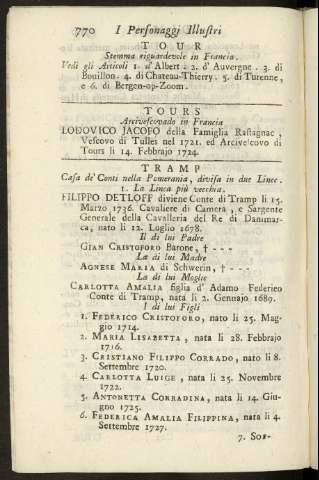 770 I Personaggi Illustri
TOUR
Stemma riguardevole in Francia.
Vedi gli Articoli 1. d'Albert. 2. d'Auvergne. 3. di
Bouillon. 4. di Chateau-Thierry. 5. di Turenne,
e 6. di Bergen-op-Zoom.
TOURS
Arcivescovado in Francia
LODOVICO JACOPO della Famiglia Rastagnac,
Vescovo di Tulles nel 1721. ed Arcivescovo di
Tours li 14. Febbrajo 1724.
TRAMP
Casa de' Conti nella Pomerania, divisa in due Linee.
1. La Linea più vecchia.
FILIPPO DETLOFF diviene Conte di Tramp li 15.
Marzo 1736. Cavaliere di Camera, e Sargente
Generale della Cavalleria del Re di Danimar-
ca, nato li 12. Luglio 1678.
Il di lui Padre
GIAN CRISTOFORO Barone, † - - -
La di lui Madre
AGNESE MARIA di Schwerin, † - - -
La di lui Moglie
CARLOTTA AMALIA figlia d'Adamo Federico
Conte di Tramp, nata li 2. Gennajo 1689.
I di lui Figli
1. FEDERICO CRISTOFORO, nato li 25. Mag-
gio 1714.
2. MARIA LISABETTA, nata li 28. Febbrajo
1716.
3. CRISTIANO FILIPPO CORRADO, nato li 8.
Settembre 1720.
4. CARLOTTA LUIGE, nata li 25. Novembre
1722.
5. ANTONETTA CORRADINA, nata li 14. Giu-
gno 1725.
6. FEDERICA AMALIA FILIPPINA, nata li 4.
Settembre 1727.
7. Sor-